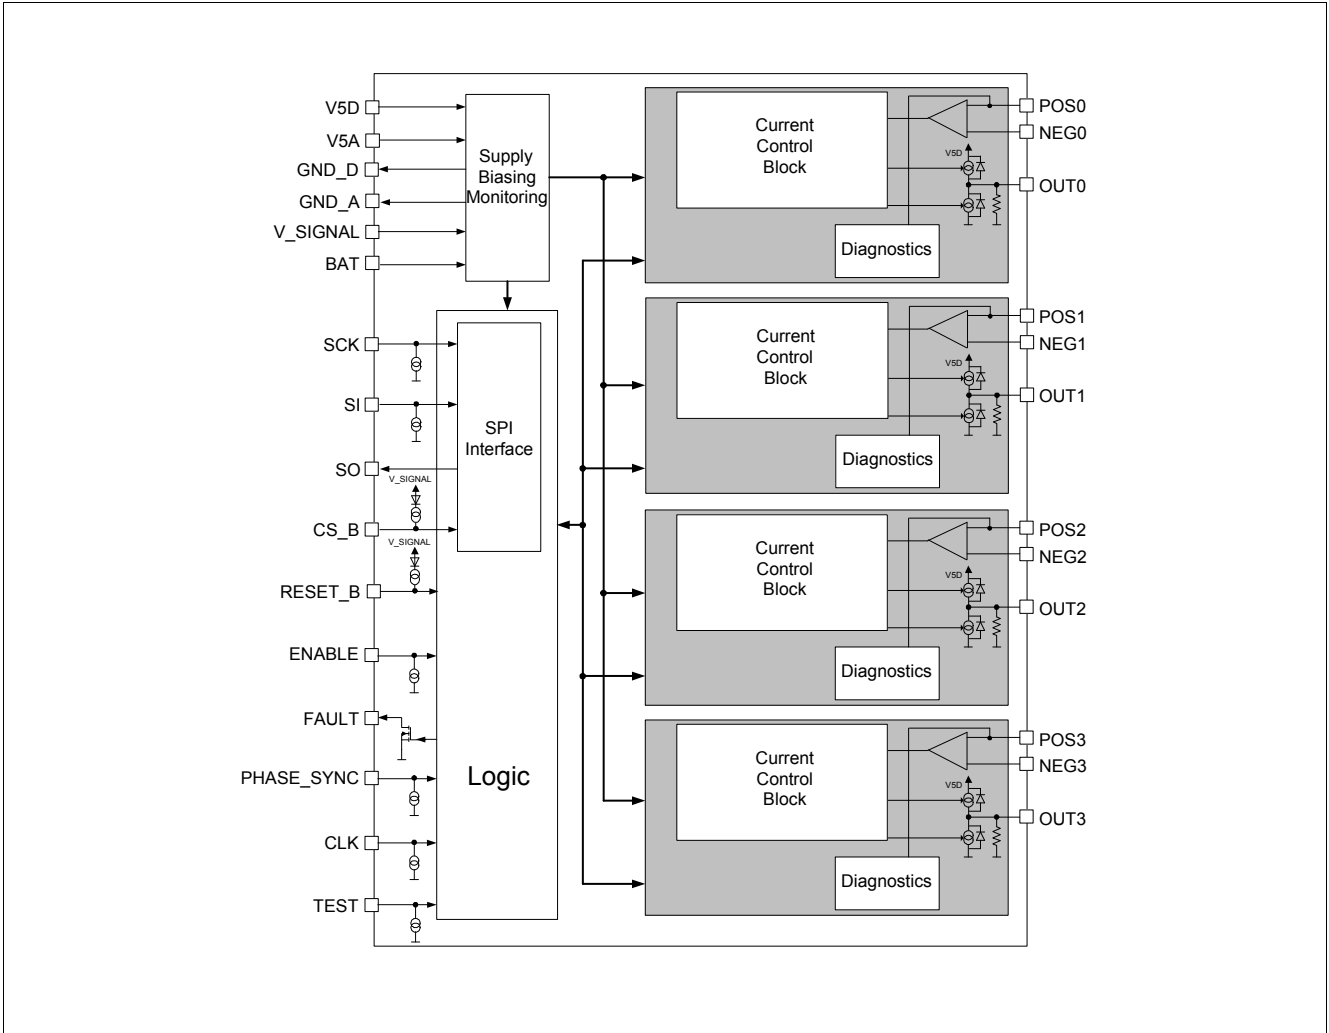 V5D
V5A
GND_D
GND_A
V_SIGNAL
BAT
Supply
Biasing
Monitoring
SCK
SI
SO
V_SIGNAL
CS_B
V_SIGNAL
RESET_B
ENABLE
FAULT
PHASE_SYNC
CLK
TEST
SPI
Interface
Logic
Current
Control
Block
V5D
Diagnostics
POS0
NEG0
OUT0
Current
Control
Block
V5D
Diagnostics
POS1
NEG1
OUT1
Current
Control
Block
V5D
Diagnostics
POS2
NEG2
OUT2
Current
Control
Block
V5D
Diagnostics
POS3
NEG3
OUT3